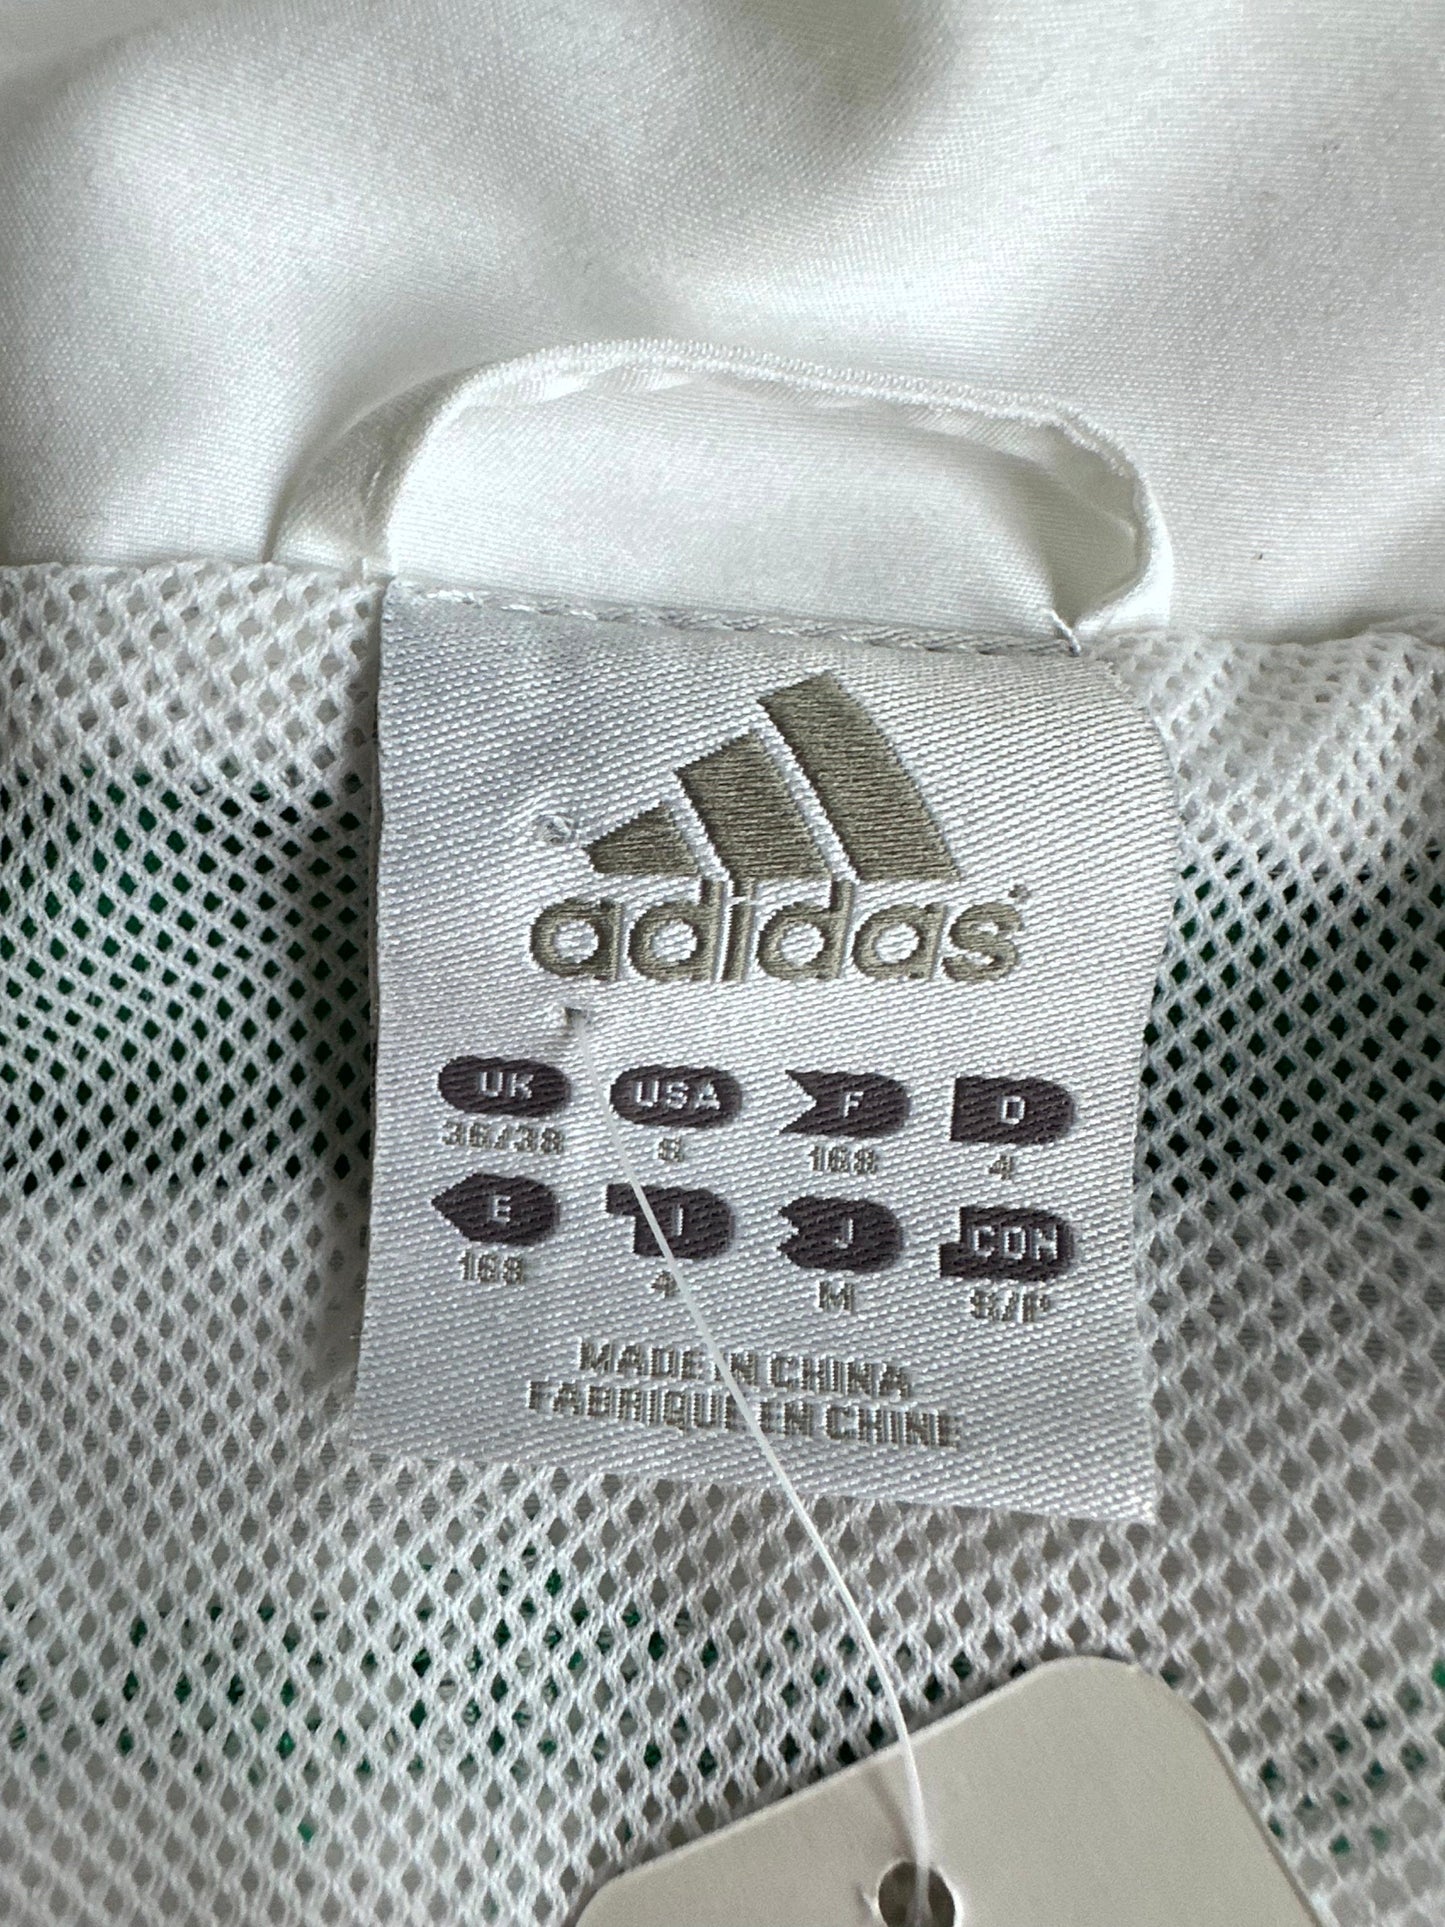 adidas
UK USA F D
36/38 S 168 4
E I J CDN
168 4 M S/P
MADE IN CHINA
FABRIQUE EN CHINE